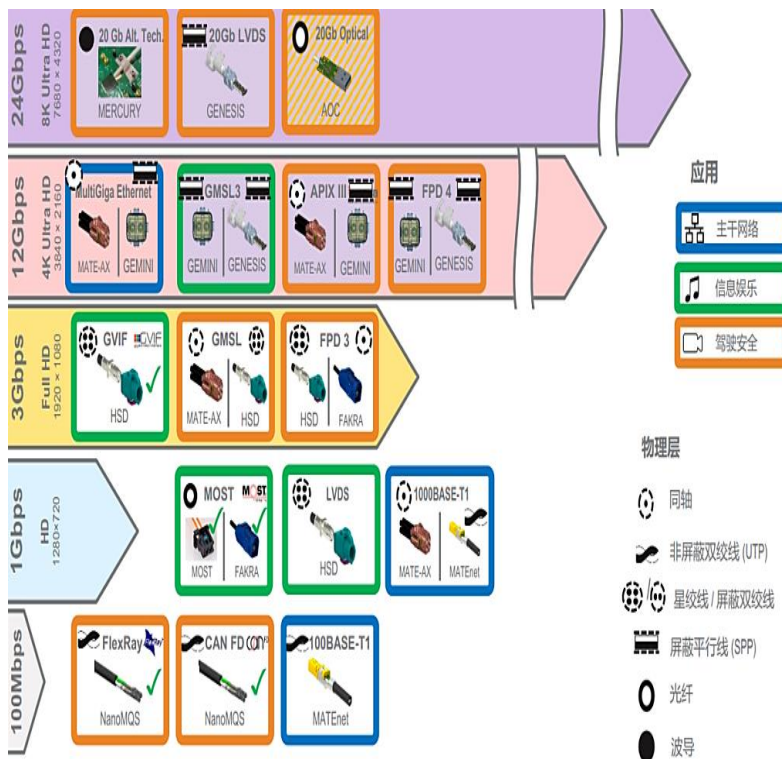 24Gbps
8K Ultra HD
7680 × 4320
20 Gb Alt. Tech.
MERCURY
20Gb LVDS
GENESIS
20Gb Optical
AOC
12Gbps
4K Ultra HD
3840 × 2160
MultiGiga Ethernet
MATE-AX
GEMINI
GMSL3
GEMINI
GENESIS
APIX III
MATE-AX
GEMINI
FPD 4
GEMINI
GENESIS
3Gbps
Full HD
1920 × 1080
GVIF
GVIF
HSD
GMSL
MATE-AX
HSD
FPD 3
HSD
FAKRA
1Gbps
HD
1280×720
MOST
MOST
MOST
FAKRA
LVDS
HSD
1000BASE-T1
MATE-AX
MATEnet
100Mbps
FlexRay
NanoMQS
CAN FD
NanoMQS
100BASE-T1
MATEnet
应用
主干网络
信息娱乐
驾驶安全
物理层
同轴
非屏蔽双绞线 (UTP)
星绞线 / 屏蔽双绞线
屏蔽平行线 (SPP)
光纤
波导